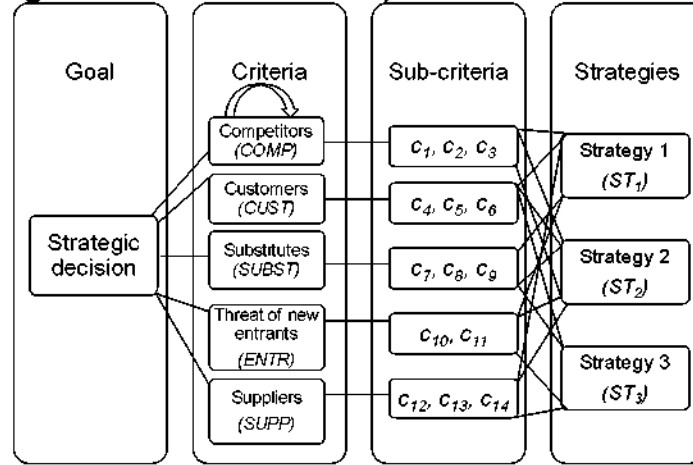 Goal
Criteria
Sub-criteria
Strategies
Strategic
decision
Competitors
(COMP)
Customers
(CUST)
Substitutes
(SUBST)
Threat of new
entrants
(ENTR)
Suppliers
(SUPP)
c₁, c₂, c₃
c₄, c₅, c₆
c₇, c₈, c₉
c₁₀, c₁₁
c₁₂, c₁₃, c₁₄
Strategy 1
(ST₁)
Strategy 2
(ST₂)
Strategy 3
(ST₃)